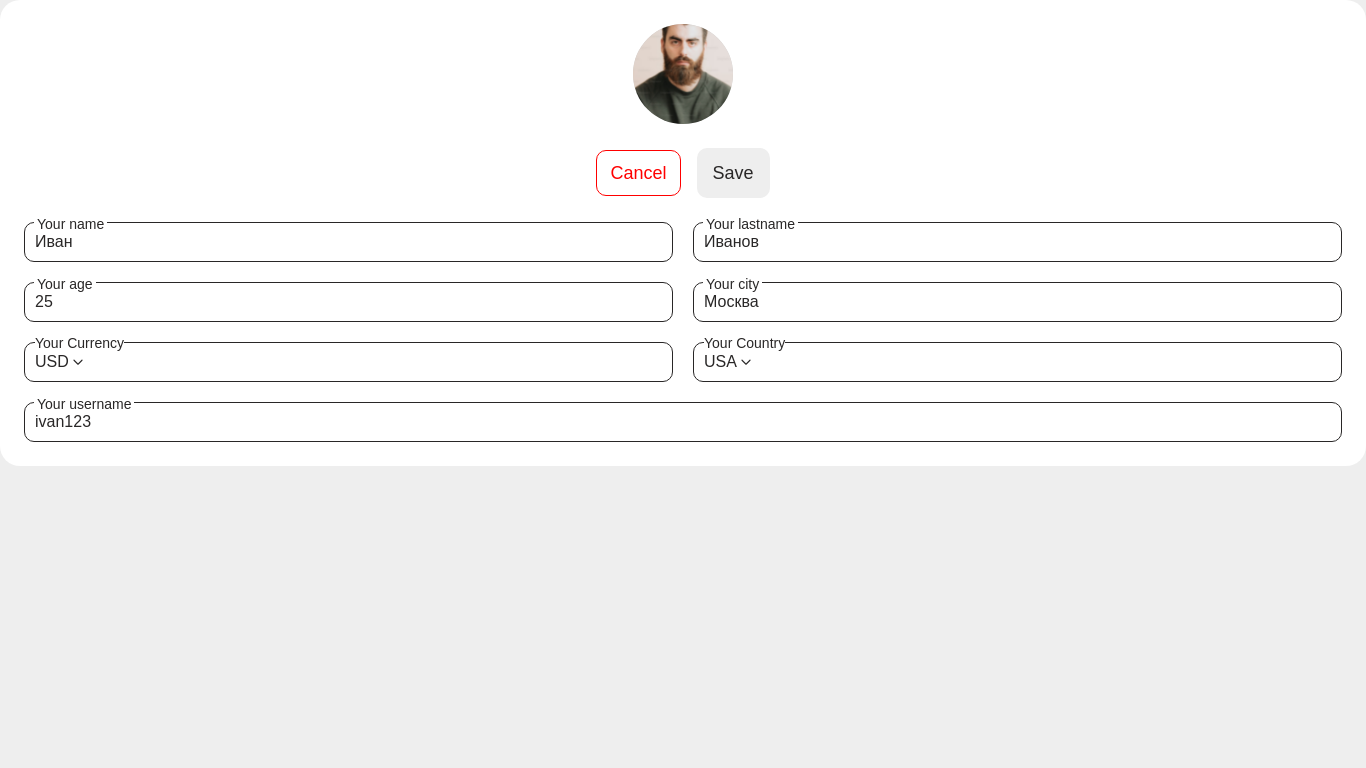 Cancel Save
Your name
Иван
Your lastname
Иванов
Your age
25
Your city
Москва
Your Currency
USD
Your Country
USA
Your username
ivan123